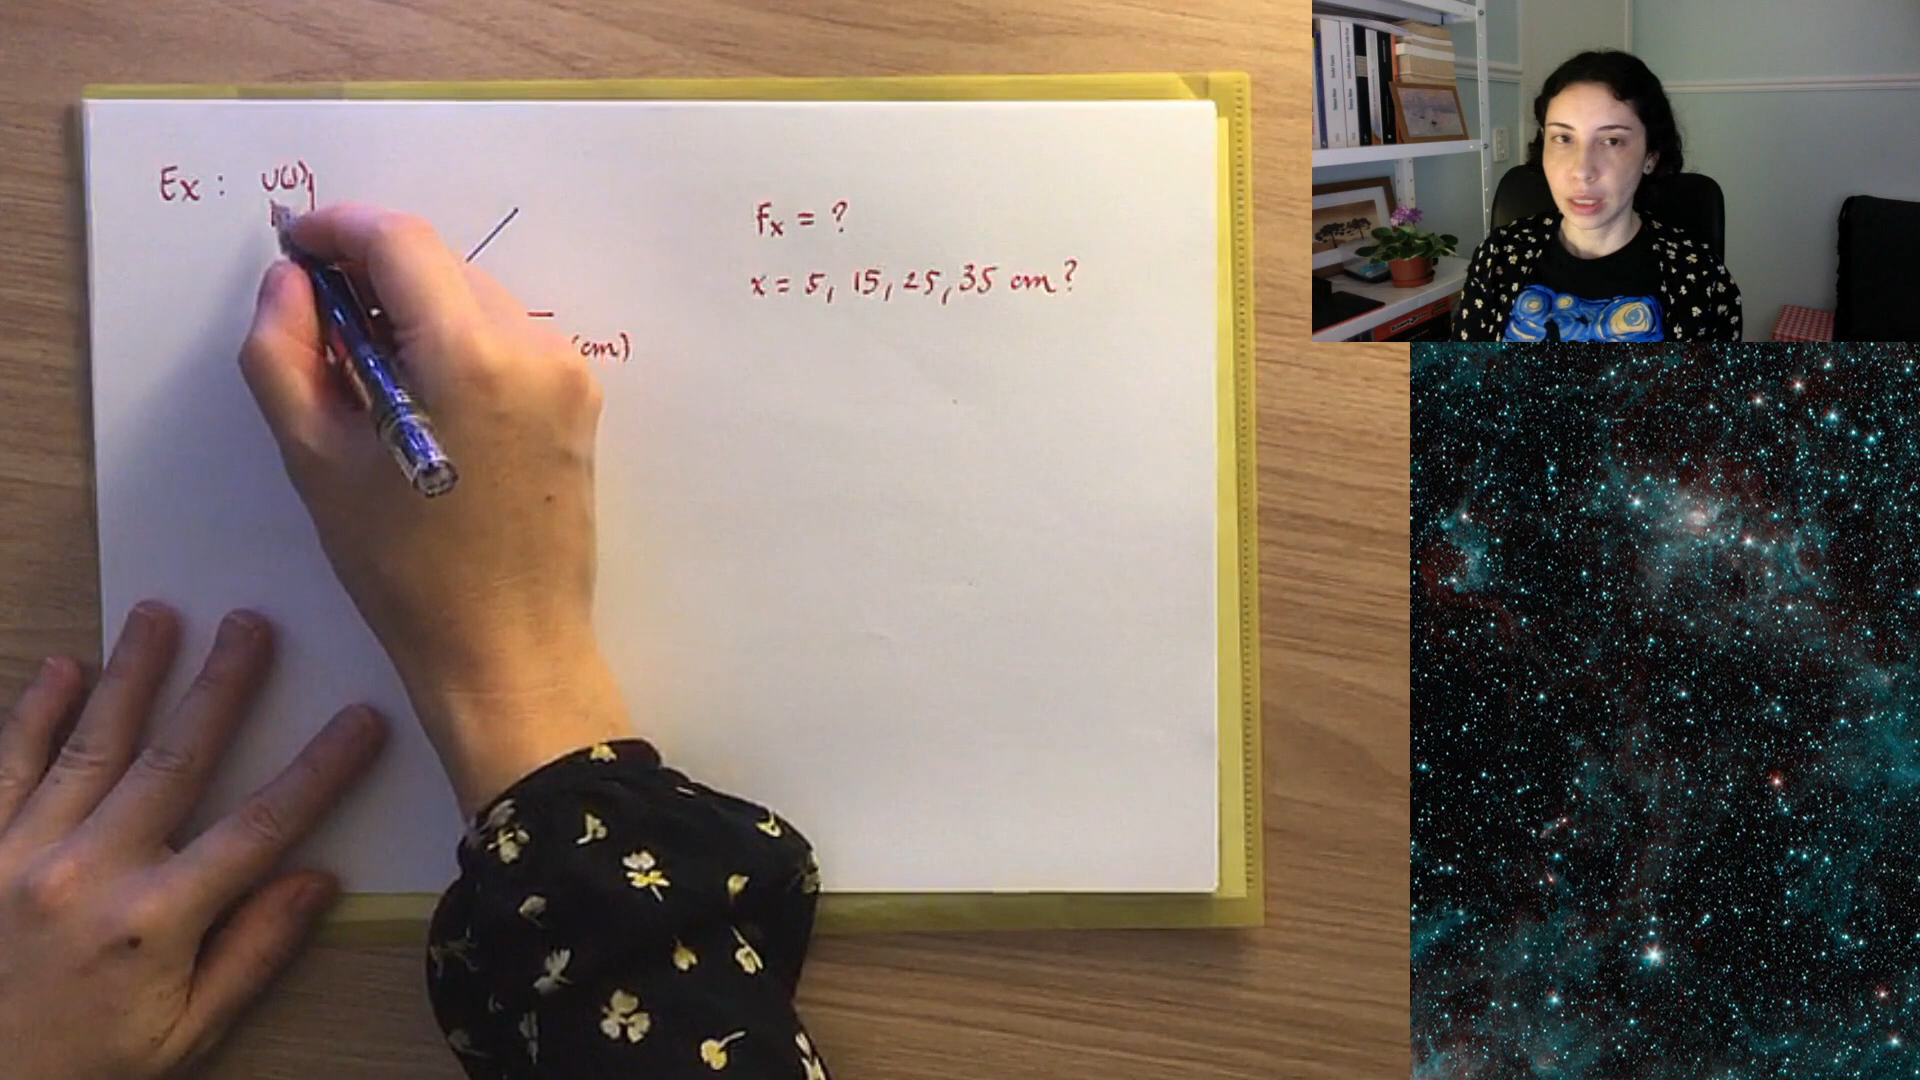 Ex : U(J)
Fx = ?
x = 5, 15, 25, 35 cm?
(cm)